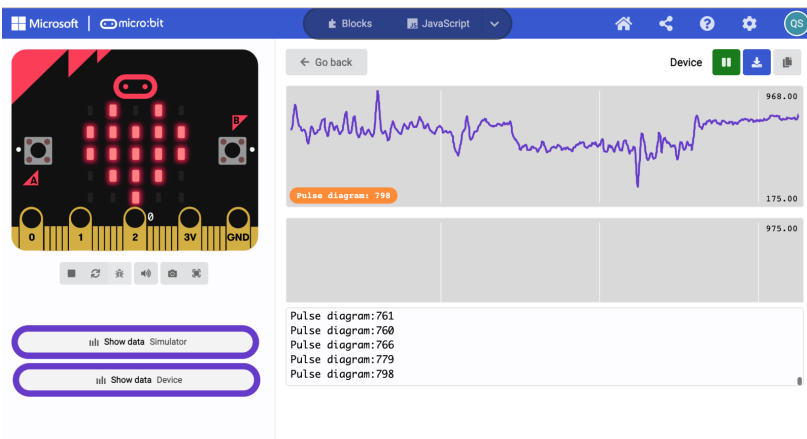 Microsoft micro:bit Blocks JavaScript QS
Go back Device
968.00
Pulse diagram: 798
175.00
975.00
A B
0
0 1 2 3V GND
Show data Simulator
Show data Device
Pulse diagram:761
Pulse diagram:760
Pulse diagram:766
Pulse diagram:779
Pulse diagram:798